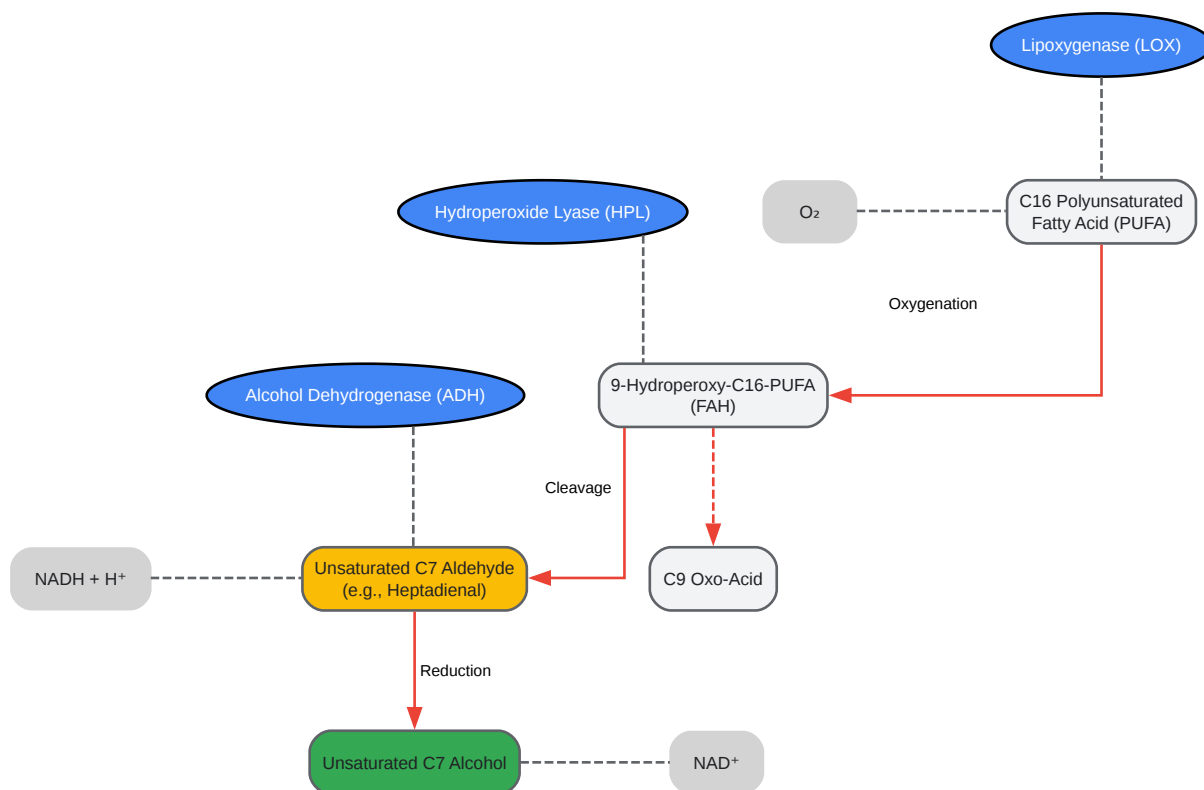 Lipoxygenase (LOX)
Hydroperoxide Lyase (HPL)
O₂
C16 Polyunsaturated
Fatty Acid (PUFA)
Oxygenation
Alcohol Dehydrogenase (ADH)
9-Hydroperoxy-C16-PUFA
(FAH)
Cleavage
NADH + H⁺
Unsaturated C7 Aldehyde
(e.g., Heptadienal)
C9 Oxo-Acid
Reduction
Unsaturated C7 Alcohol
NAD⁺